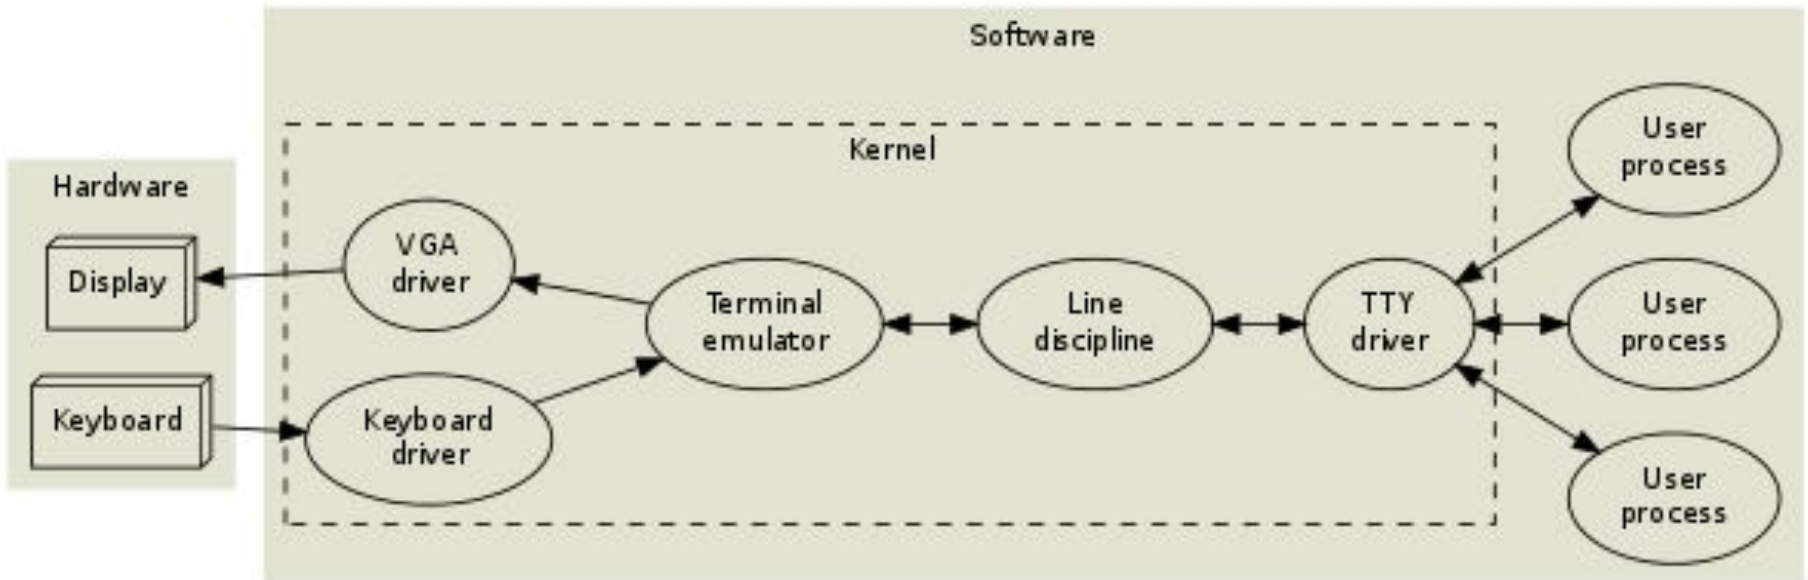 Software
Kernel
Hardware
Display
Keyboard
VGA
driver
Keyboard
driver
Terminal
emulator
Line
discipline
TTY
driver
User
process
User
process
User
process